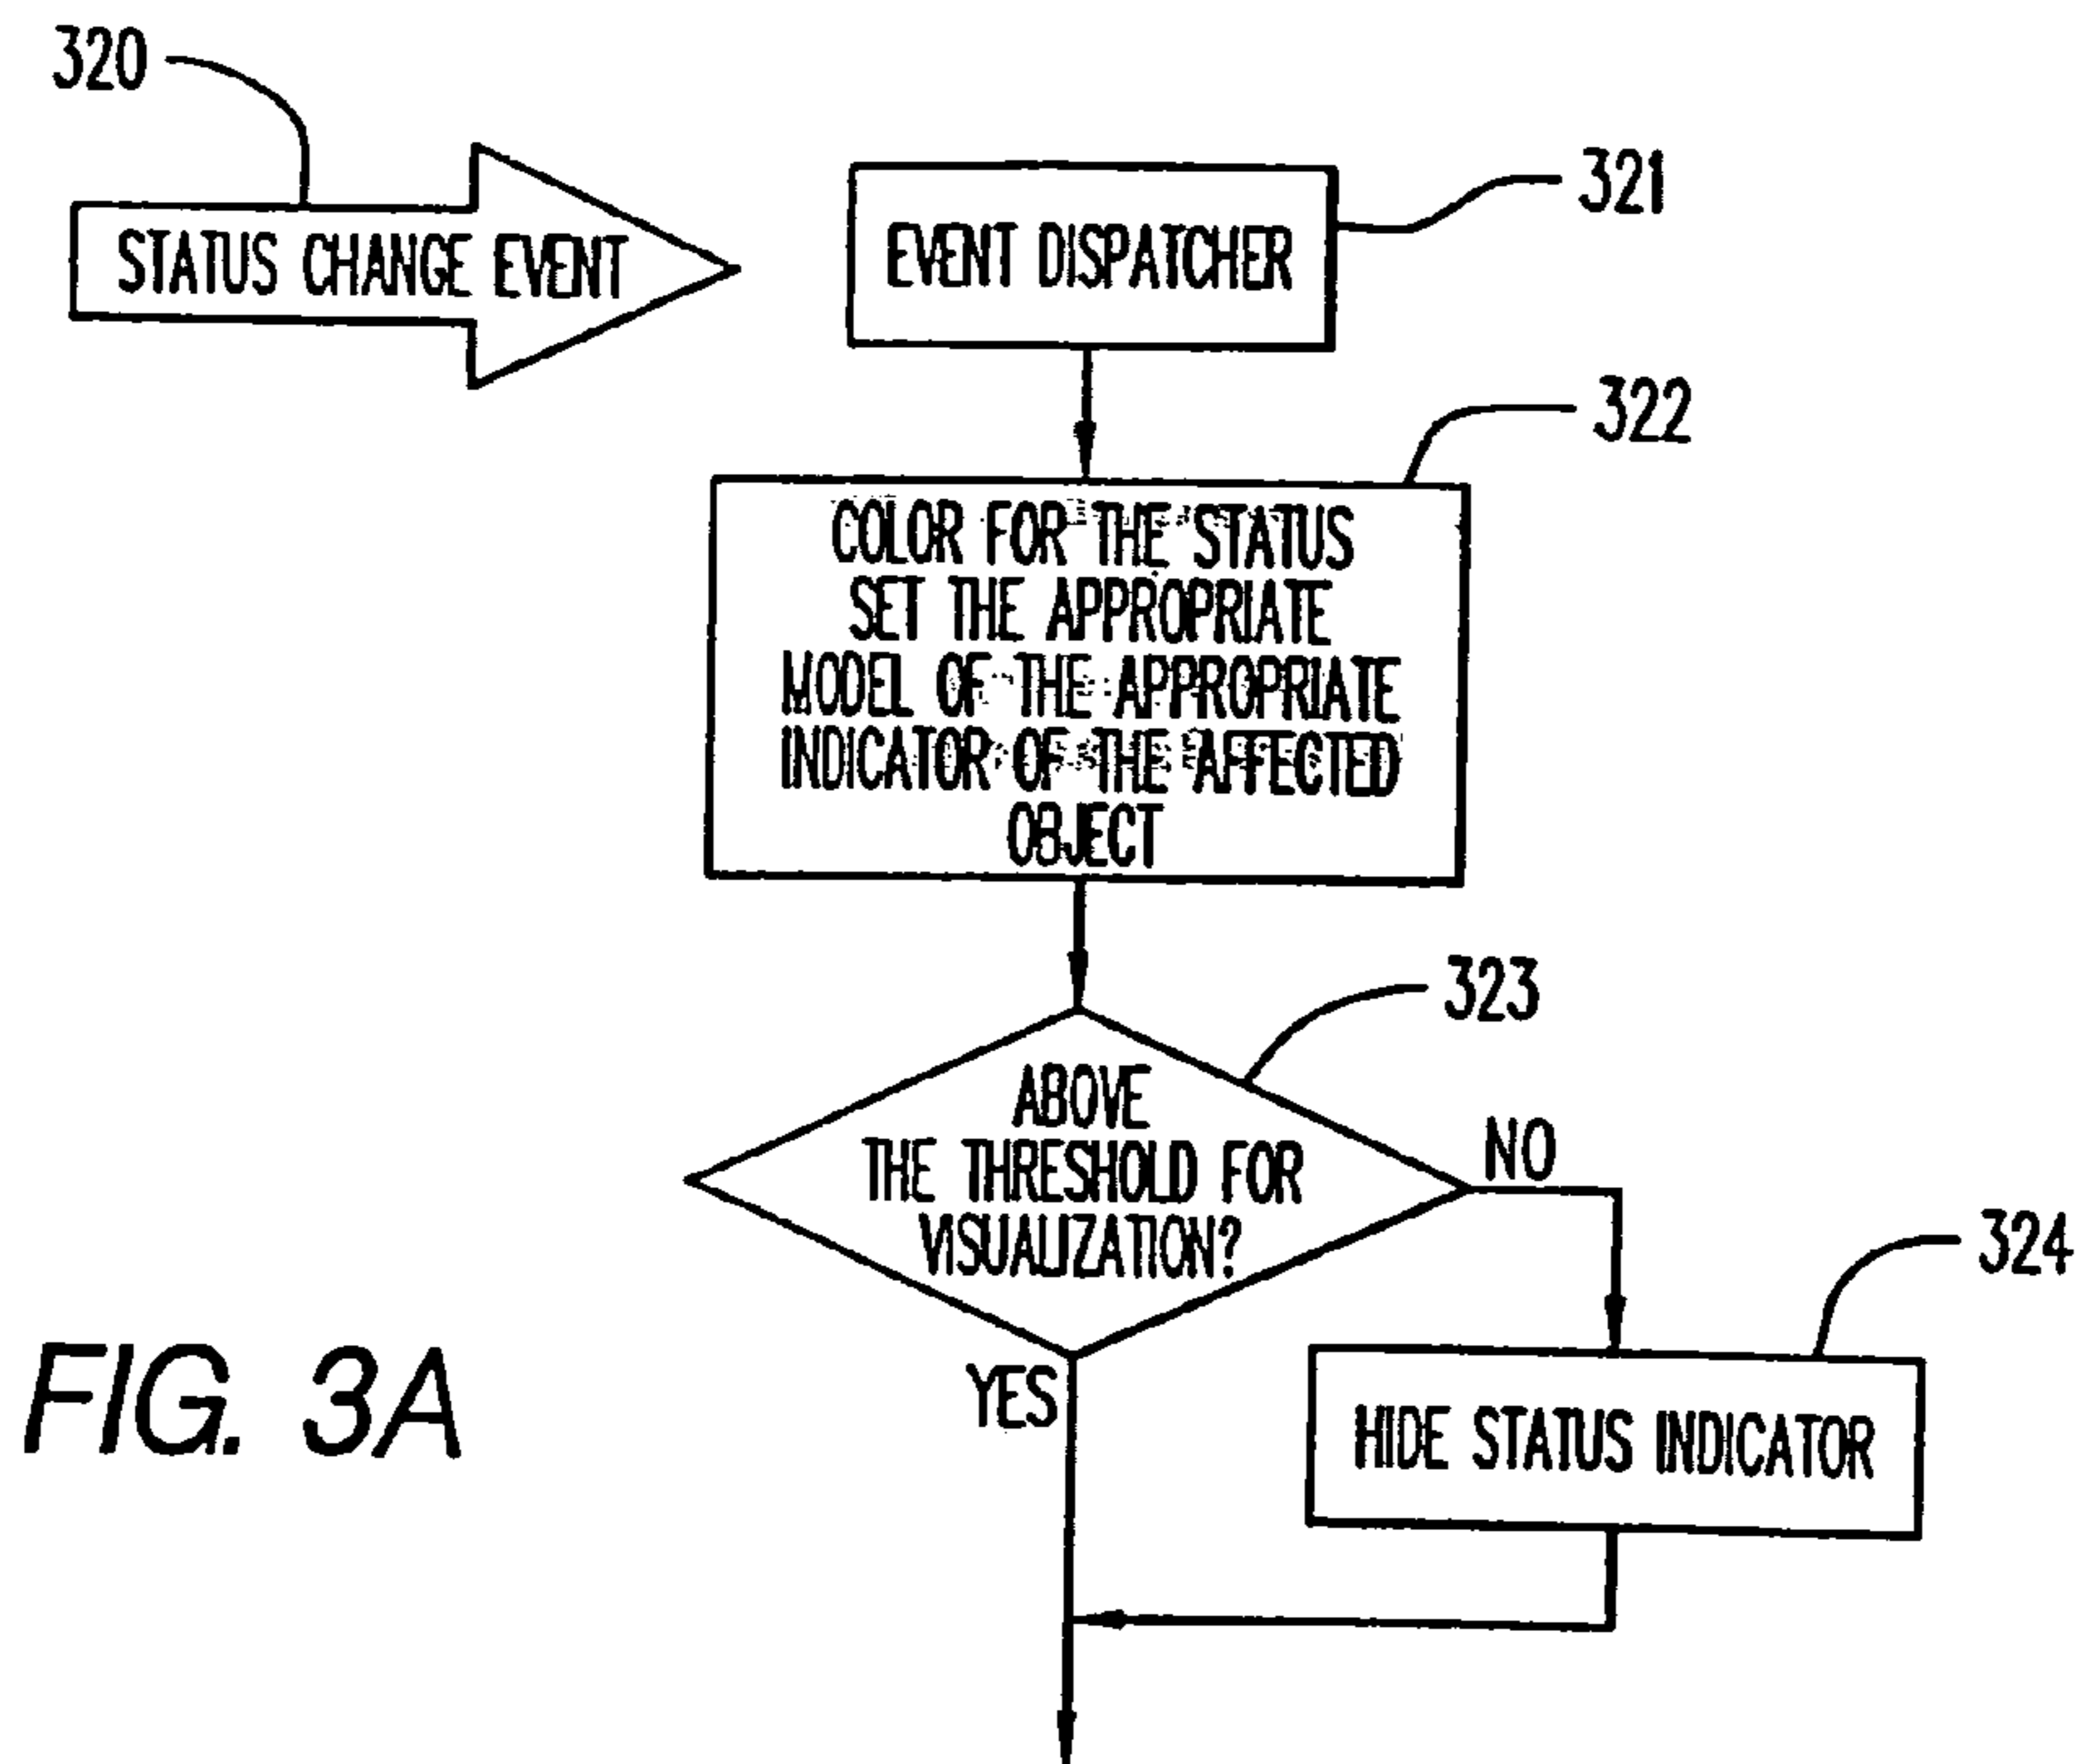 320
STATUS CHANGE EVENT
EVENT DISPATCHER
321
322
COLOR FOR THE STATUS
SET THE APPROPRIATE
MODEL OF THE APPROPRIATE
INDICATOR OF THE AFFECTED
OBJECT
323
ABOVE
THE THRESHOLD FOR
VISUALIZATION?
NO
324
YES
HIDE STATUS INDICATOR
FIG. 3A